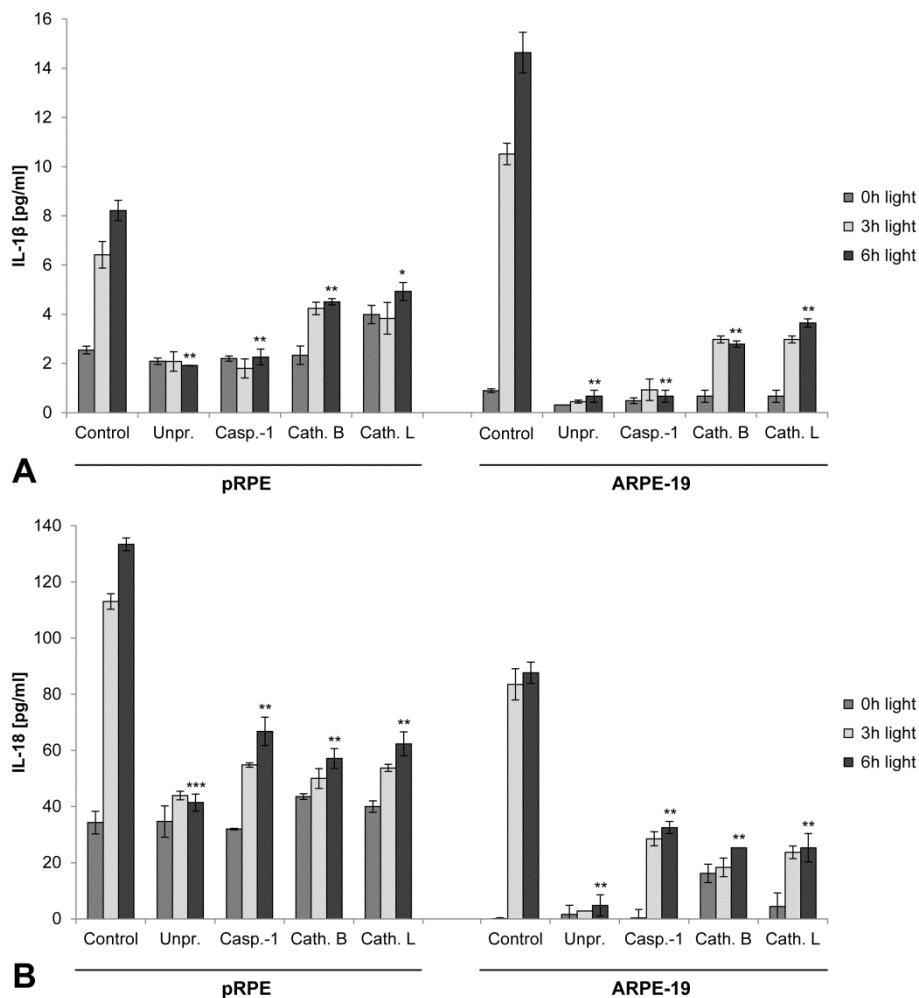 16
14
12
10
8
6
4
2
0
IL-1β [pg/ml]
** ** ** * ** ** ** **
0h light
3h light
6h light
Control Unpr. Casp.-1 Cath. B Cath. L Control Unpr. Casp.-1 Cath. B Cath. L
A pRPE ARPE-19
140
120
100
80
60
40
20
0
IL-18 [pg/ml]
*** ** ** ** ** ** ** **
0h light
3h light
6h light
Control Unpr. Casp.-1 Cath. B Cath. L Control Unpr. Casp.-1 Cath. B Cath. L
B pRPE ARPE-19